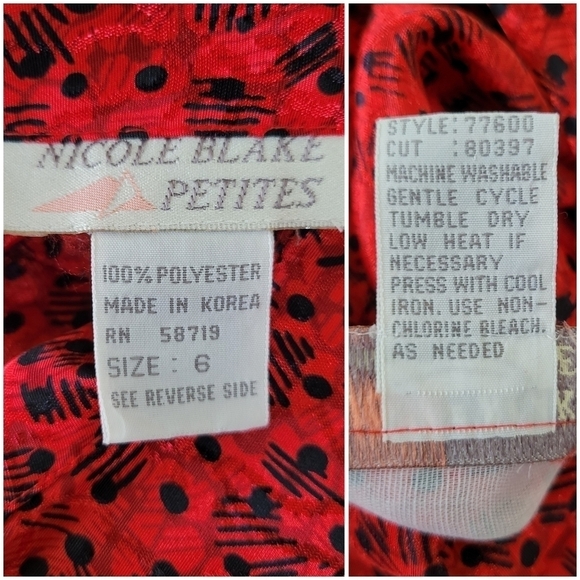 NICOLE BLAKE
PETITES
100% POLYESTER
MADE IN KOREA
RN 58719
SIZE : 6
SEE REVERSE SIDE
STYLE: 77600
CUT : 80397
MACHINE WASHABLE
GENTLE CYCLE
TUMBLE DRY
LOW HEAT IF
NECESSARY
PRESS WITH COOL
IRON. USE NON-
CHLORINE BLEACH.
AS NEEDED